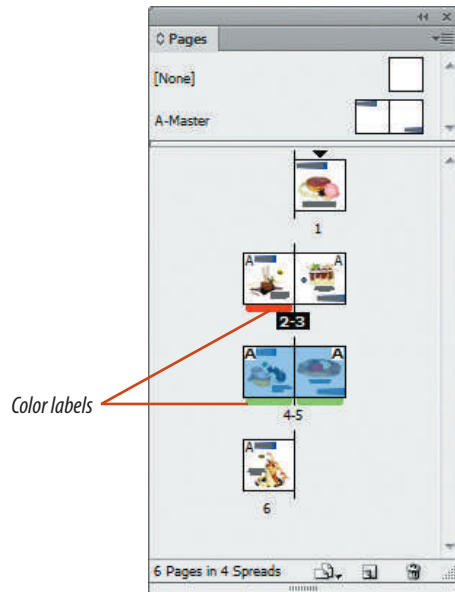 Pages
[None]
A-Master
1
A A
2-3
A A
4-5
A
6
Color labels
6 Pages in 4 Spreads